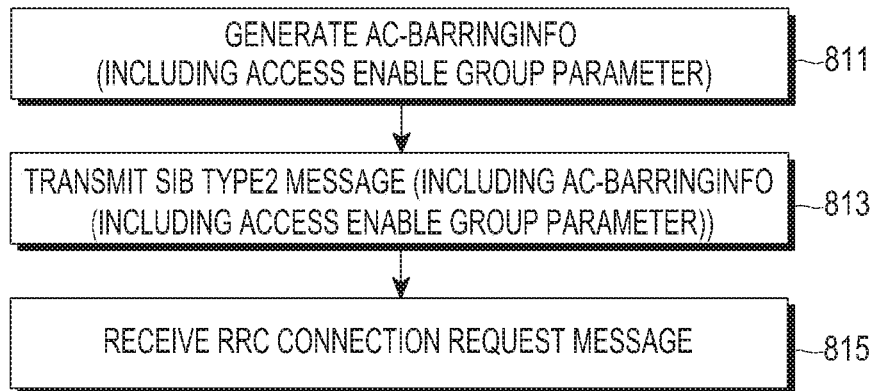 GENERATE AC-BARRINGINFO
(INCLUDING ACCESS ENABLE GROUP PARAMETER)
811
TRANSMIT SIB TYPE2 MESSAGE (INCLUDING AC-BARRINGINFO
(INCLUDING ACCESS ENABLE GROUP PARAMETER))
813
RECEIVE RRC CONNECTION REQUEST MESSAGE
815